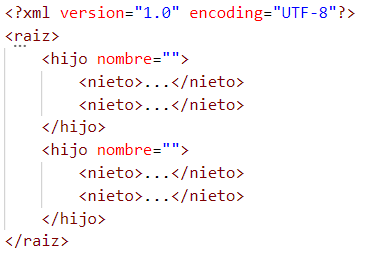 <?xml version="1.0" encoding="UTF-8"?>
<raiz>
<hijo nombre="">
<nieto>...</nieto>
<nieto>...</nieto>
</hijo>
<hijo nombre="">
<nieto>...</nieto>
<nieto>...</nieto>
</hijo>
</raiz>